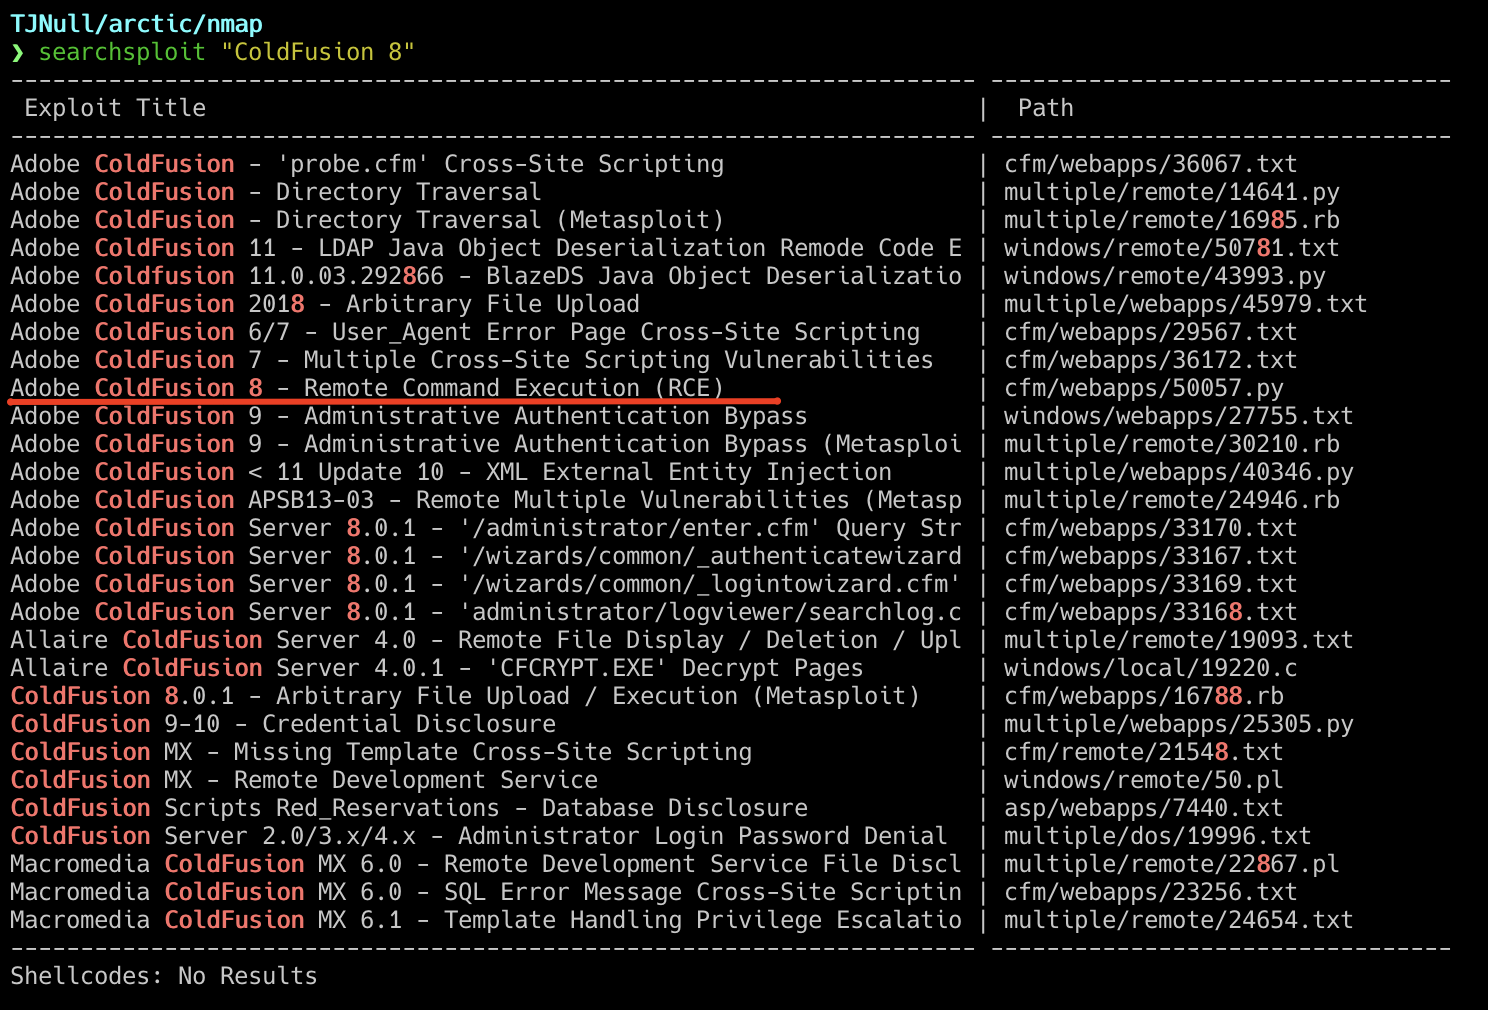 TJNull/arctic/nmap
❯ searchsploit "ColdFusion 8"
---------------------------------------------------------------------- ---------------------------------
 Exploit Title                                                        |  Path
---------------------------------------------------------------------- ---------------------------------
Adobe ColdFusion - 'probe.cfm' Cross-Site Scripting                   | cfm/webapps/36067.txt
Adobe ColdFusion - Directory Traversal                                | multiple/remote/14641.py
Adobe ColdFusion - Directory Traversal (Metasploit)                   | multiple/remote/16985.rb
Adobe ColdFusion 11 - LDAP Java Object Deserialization Remode Code E | windows/remote/50781.txt
Adobe Coldfusion 11.0.03.292866 - BlazeDS Java Object Deserializatio | windows/remote/43993.py
Adobe ColdFusion 2018 - Arbitrary File Upload                         | multiple/webapps/45979.txt
Adobe ColdFusion 6/7 - User_Agent Error Page Cross-Site Scripting     | cfm/webapps/29567.txt
Adobe ColdFusion 7 - Multiple Cross-Site Scripting Vulnerabilities    | cfm/webapps/36172.txt
Adobe ColdFusion 8 - Remote Command Execution (RCE)                   | cfm/webapps/50057.py
Adobe ColdFusion 9 - Administrative Authentication Bypass             | windows/webapps/27755.txt
Adobe ColdFusion 9 - Administrative Authentication Bypass (Metasploi | multiple/remote/30210.rb
Adobe ColdFusion < 11 Update 10 - XML External Entity Injection       | multiple/webapps/40346.py
Adobe ColdFusion APSB13-03 - Remote Multiple Vulnerabilities (Metasp | multiple/remote/24946.rb
Adobe ColdFusion Server 8.0.1 - '/administrator/enter.cfm' Query Str | cfm/webapps/33170.txt
Adobe ColdFusion Server 8.0.1 - '/wizards/common/_authenticatewizard | cfm/webapps/33167.txt
Adobe ColdFusion Server 8.0.1 - '/wizards/common/_logintowizard.cfm' | cfm/webapps/33169.txt
Adobe ColdFusion Server 8.0.1 - 'administrator/logviewer/searchlog.c | cfm/webapps/33168.txt
Allaire ColdFusion Server 4.0 - Remote File Display / Deletion / Upl | multiple/remote/19093.txt
Allaire ColdFusion Server 4.0.1 - 'CFCRYPT.EXE' Decrypt Pages         | windows/local/19220.c
ColdFusion 8.0.1 - Arbitrary File Upload / Execution (Metasploit)     | cfm/webapps/16788.rb
ColdFusion 9-10 - Credential Disclosure                               | multiple/webapps/25305.py
ColdFusion MX - Missing Template Cross-Site Scripting                 | cfm/remote/21548.txt
ColdFusion MX - Remote Development Service                            | windows/remote/50.pl
ColdFusion Scripts Red_Reservations - Database Disclosure             | asp/webapps/7440.txt
ColdFusion Server 2.0/3.x/4.x - Administrator Login Password Denial   | multiple/dos/19996.txt
Macromedia ColdFusion MX 6.0 - Remote Development Service File Discl | multiple/remote/22867.pl
Macromedia ColdFusion MX 6.0 - SQL Error Message Cross-Site Scriptin | cfm/webapps/23256.txt
Macromedia ColdFusion MX 6.1 - Template Handling Privilege Escalatio | multiple/remote/24654.txt
---------------------------------------------------------------------- ---------------------------------
Shellcodes: No Results